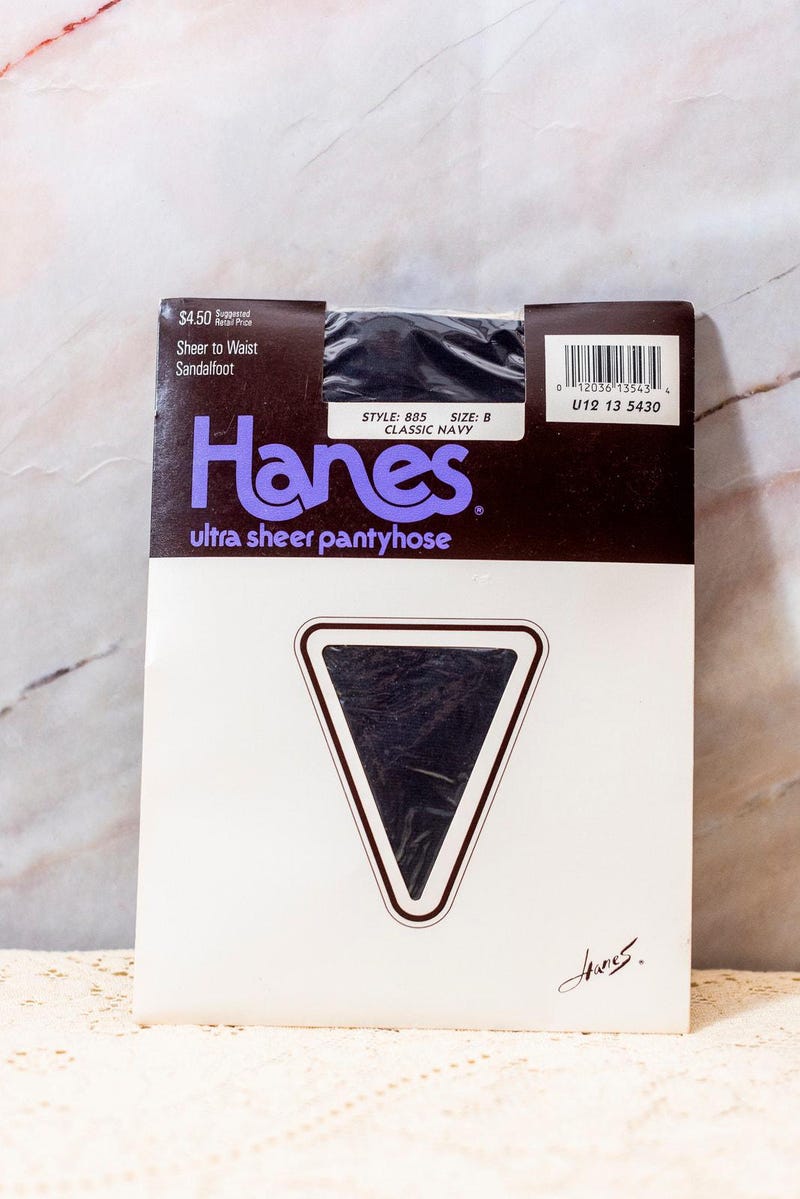 $4.50 Suggested
Retail Price
Sheer to Waist
Sandalfoot
STYLE: 885 SIZE: B
CLASSIC NAVY
0 12036 13543 4
U12 13 5430
Hanes®
ultra sheer pantyhose
Hanes®